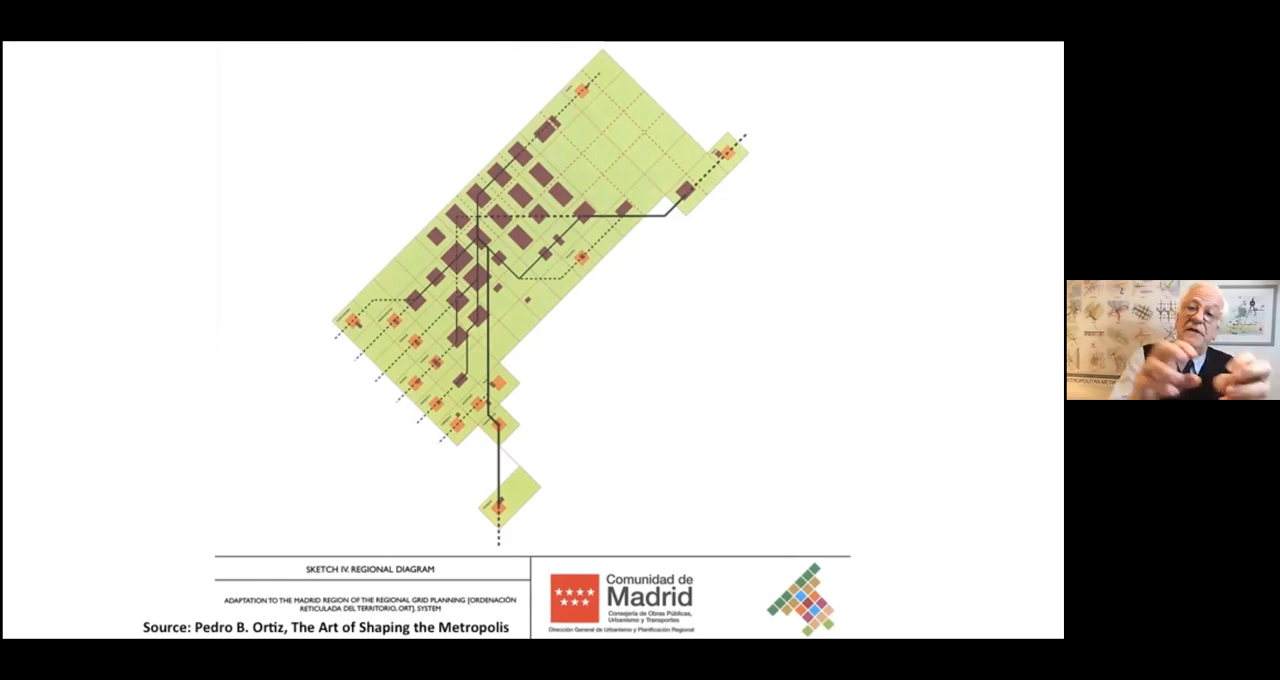 SKETCH IV. REGIONAL DIAGRAM
ADAPTATION TO THE MADRID REGION OF THE REGIONAL GRID PLANNING [ORDENACIÓN
RETICULADA DEL TERRITORIO, ORT]. SYSTEM
Source: Pedro B. Ortiz, The Art of Shaping the Metropolis
Comunidad de
Madrid
Consejería de Obras Públicas,
Urbanismo y Transportes
Dirección General de Urbanismo y Planificación Regional